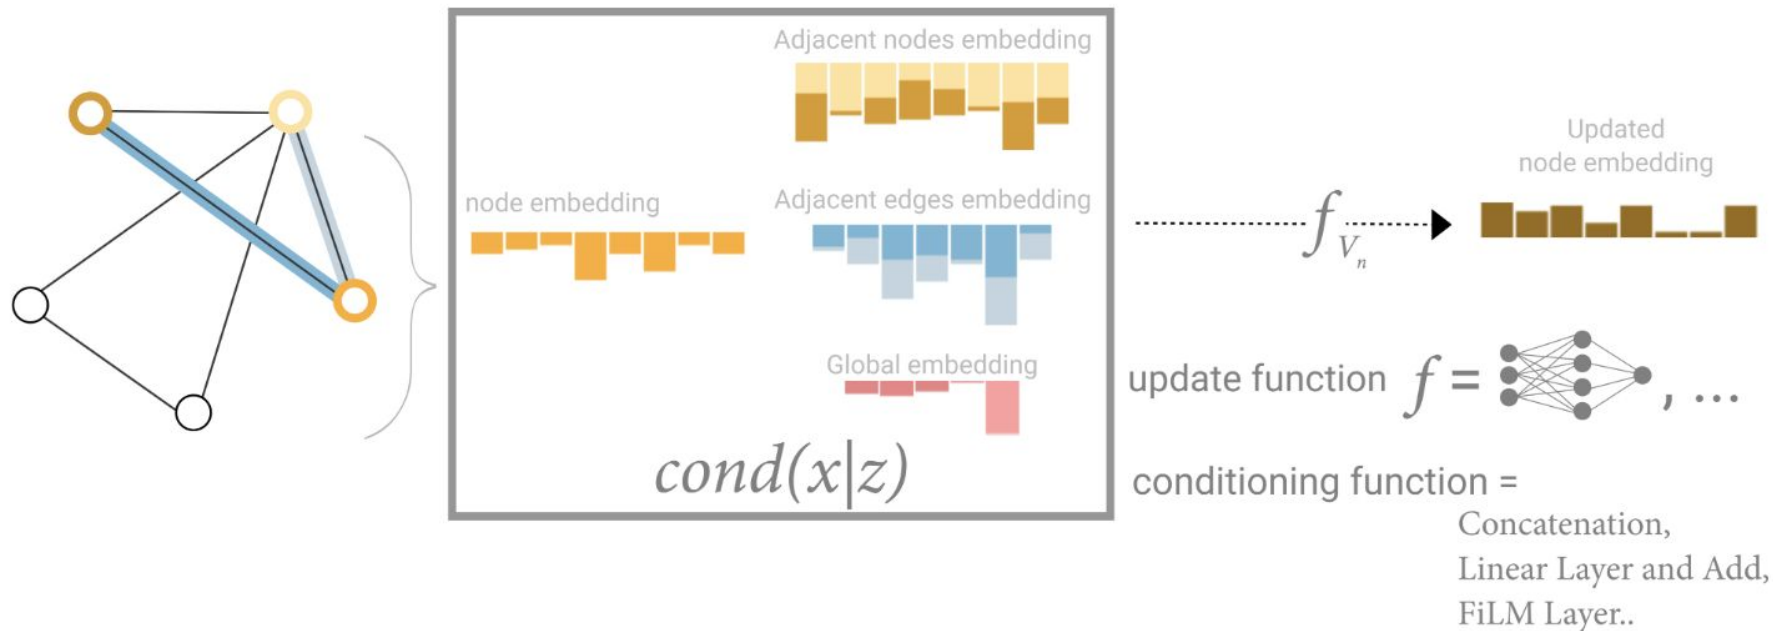 Adjacent nodes embedding
node embedding
Adjacent edges embedding
Global embedding
cond(x|z)
f Vn
Updated
node embedding
update function f = , ...
conditioning function =
Concatenation,
Linear Layer and Add,
FiLM Layer..